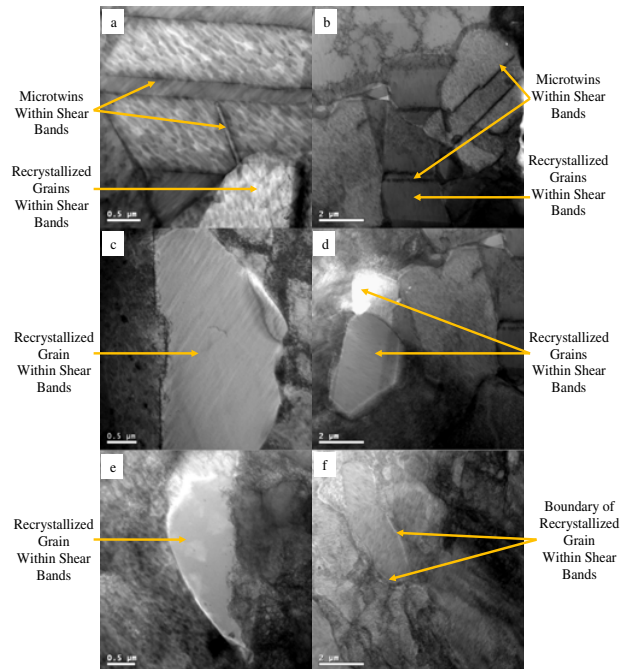 a
b
Microtwins
Within Shear
Bands
Recrystallized
Grains
Within Shear
Bands
0.5 µm
Microtwins
Within Shear
Bands
Recrystallized
Grains
Within Shear
Bands
2 µm
c
d
Recrystallized
Grain
Within Shear
Bands
0.5 µm
Recrystallized
Grains
Within Shear
Bands
2 µm
e
f
Recrystallized
Grain
Within Shear
Bands
0.5 µm
Boundary of
Recrystallized
Grain
Within Shear
Bands
2 µm